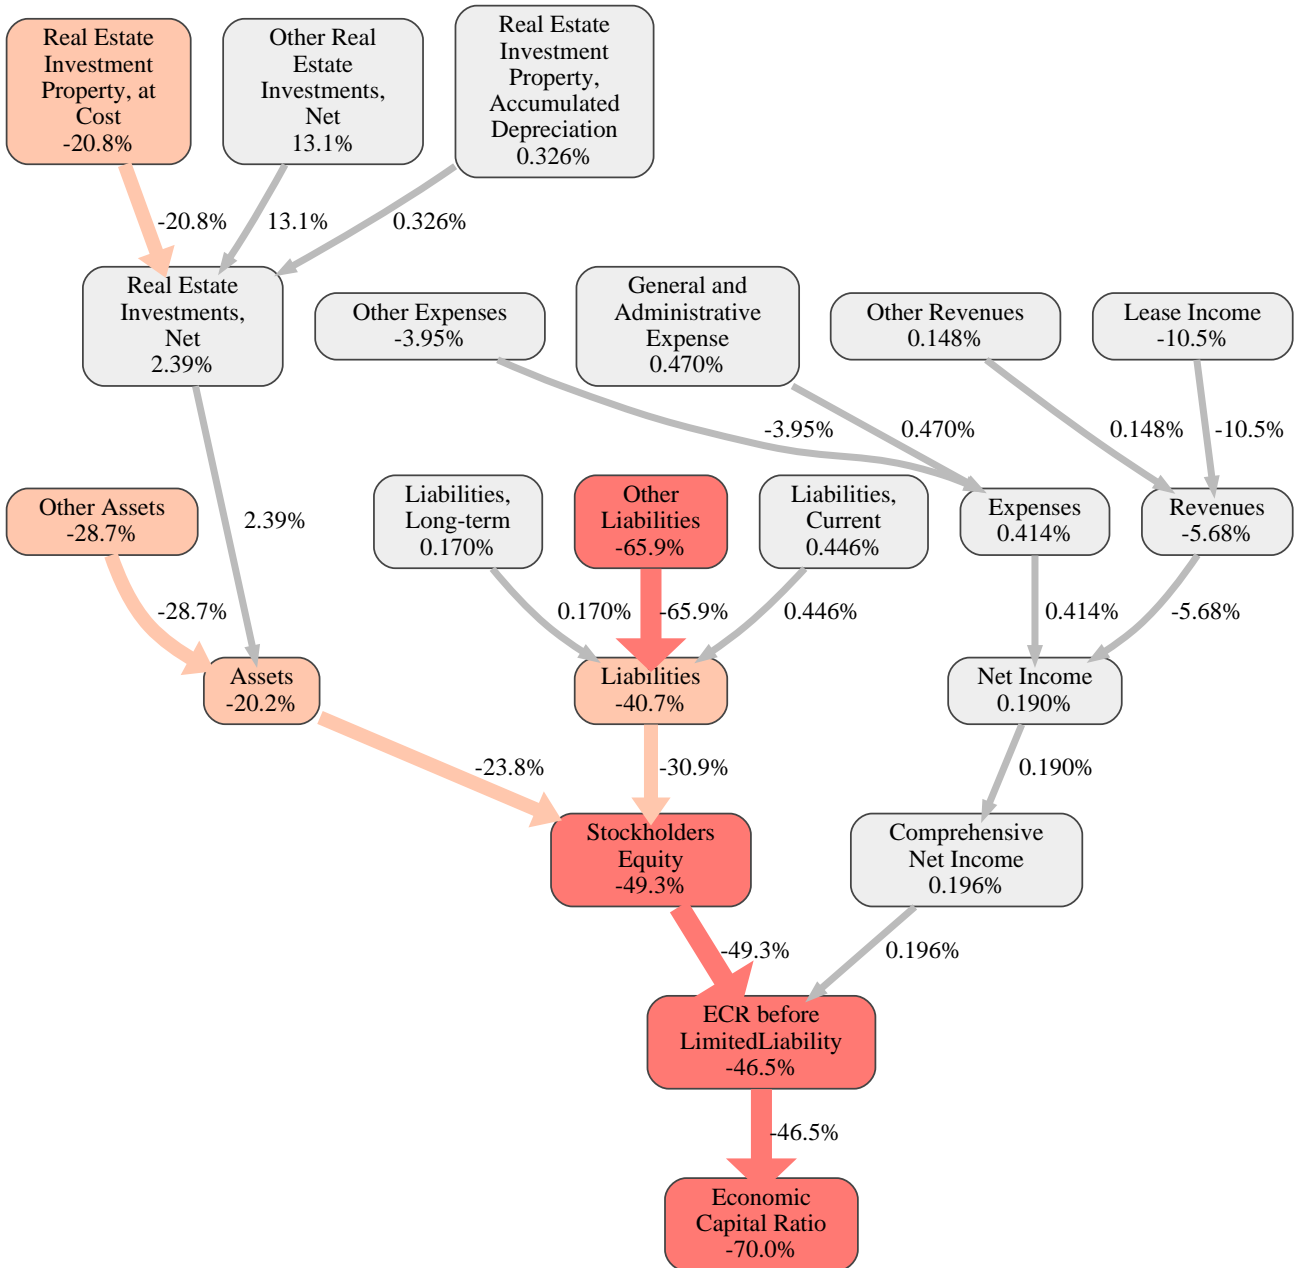 Real Estate
Investment
Property, at
Cost
-20.8%
Other Real
Estate
Investments,
Net
13.1%
Real Estate
Investment
Property,
Accumulated
Depreciation
0.326%
-20.8%
13.1%
0.326%
Real Estate
Investments,
Net
2.39%
Other Expenses
-3.95%
General and
Administrative
Expense
0.470%
Other Revenues
0.148%
Lease Income
-10.5%
-3.95%
0.470%
0.148%
-10.5%
Other Assets
-28.7%
2.39%
Liabilities,
Long-term
0.170%
Other
Liabilities
-65.9%
Liabilities,
Current
0.446%
Expenses
0.414%
Revenues
-5.68%
-28.7%
0.170%
-65.9%
0.446%
0.414%
-5.68%
Assets
-20.2%
Liabilities
-40.7%
Net Income
0.190%
-23.8%
-30.9%
0.190%
Stockholders
Equity
-49.3%
Comprehensive
Net Income
0.196%
-49.3%
0.196%
ECR before
LimitedLiability
-46.5%
-46.5%
Economic
Capital Ratio
-70.0%